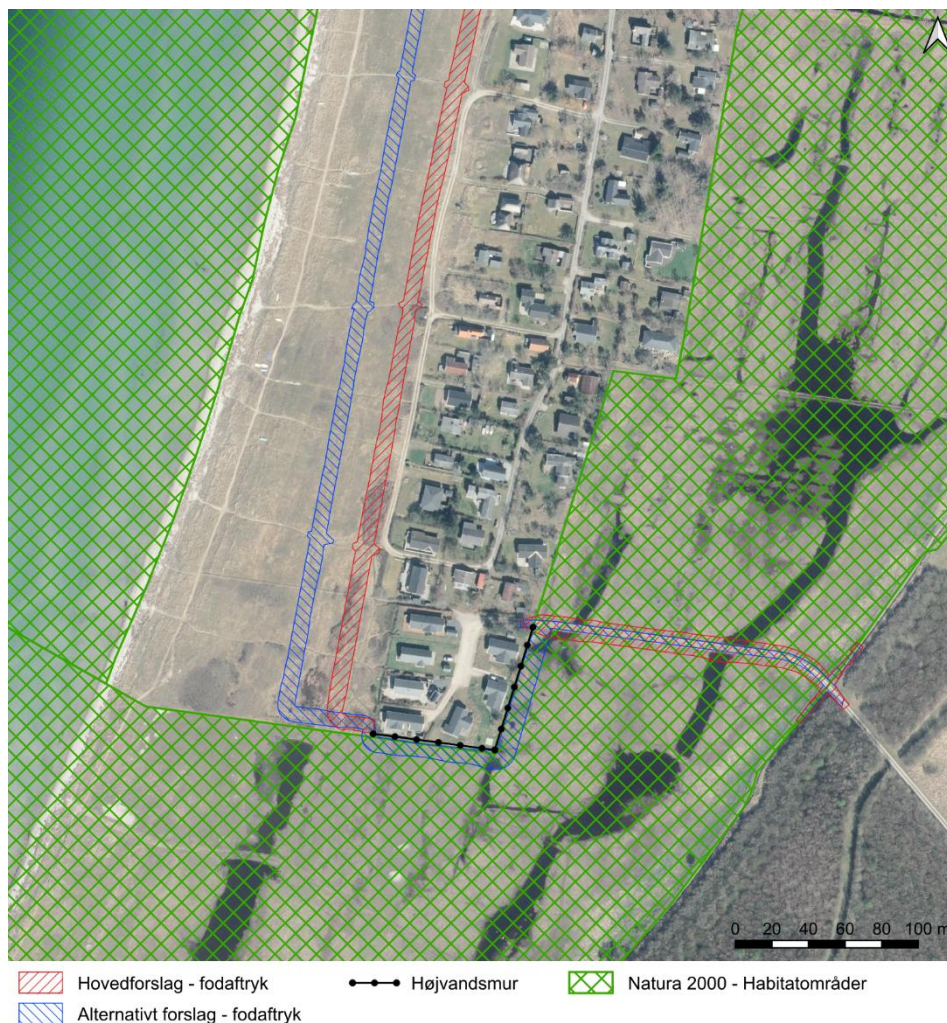 0 20 40 60 80 100 m
Hovedforslag - fodaftryk
Højvandsmur
Natura 2000 - Habitatområder
Alternativt forslag - fodaftryk